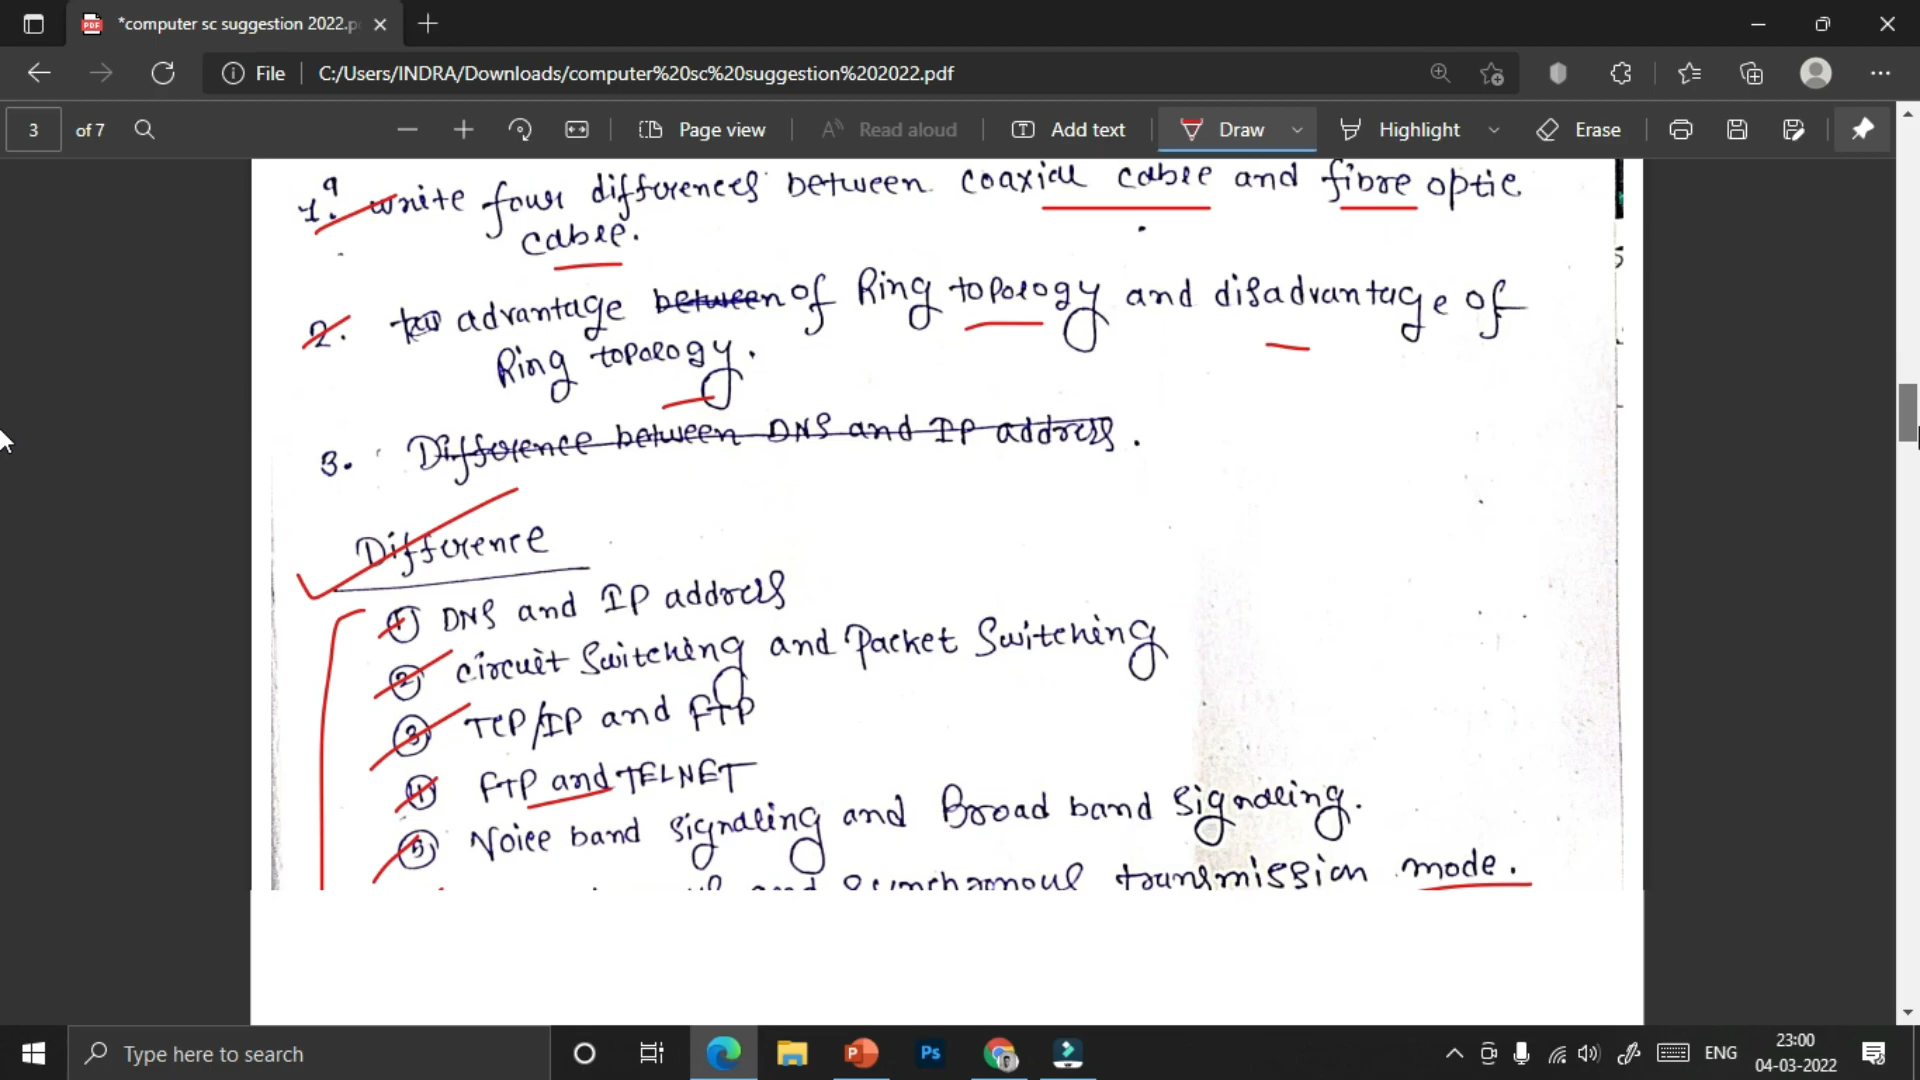 *computer sc suggestion 2022.p
File
C:/Users/INDRA/Downloads/computer%20sc%20suggestion%202022.pdf
3 of 7
Page view
Read aloud
Add text
Draw
Highlight
Erase
1. a write four differences between coaxial cable and fibre optic
cable.
2. advantage between of Ring topology and disadvantage of
Ring topology.
3. Difference between DNS and IP address.
Difference
① DNS and IP address
② circuit Switching and Packet Switching
③ TCP/IP and FTP
④ FTP and TELNET
⑤ Voice band signaling and Broad band signaling.
and transmission mode.
Type here to search
ENG
23:00
04-03-2022